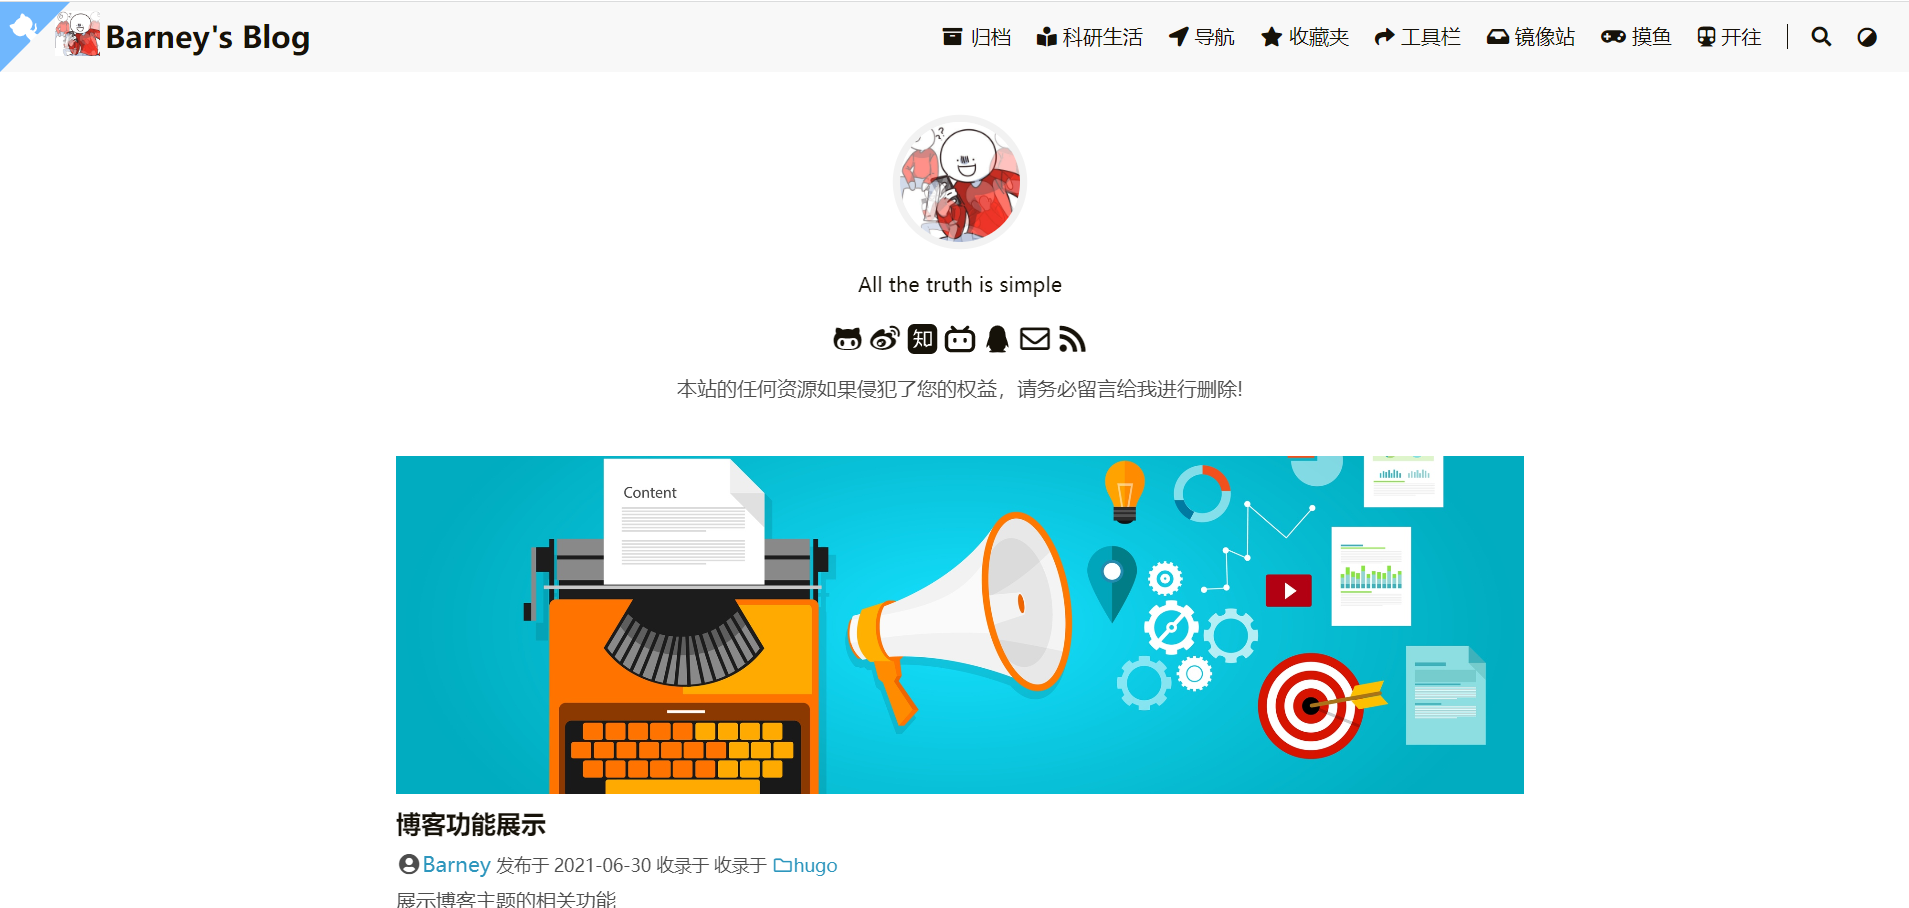 Barney's Blog
归档 科研生活 导航 收藏夹 工具栏 镜像站 摸鱼 开往
All the truth is simple
知
本站的任何资源如果侵犯了您的权益，请务必留言给我进行删除!
Content
博客功能展示
Barney 发布于 2021-06-30 收录于 收录于 hugo
展示博客主题的相关功能